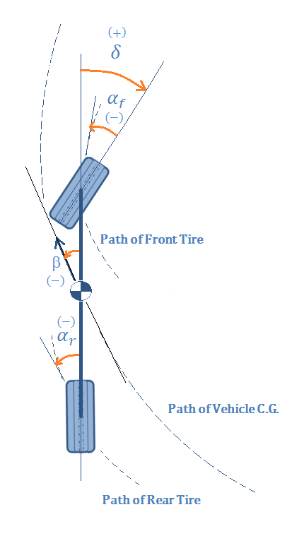 (+)
δ
α_f
(−)
Path of Front Tire
β
(−)
(−)
α_r
Path of Vehicle C.G.
Path of Rear Tire